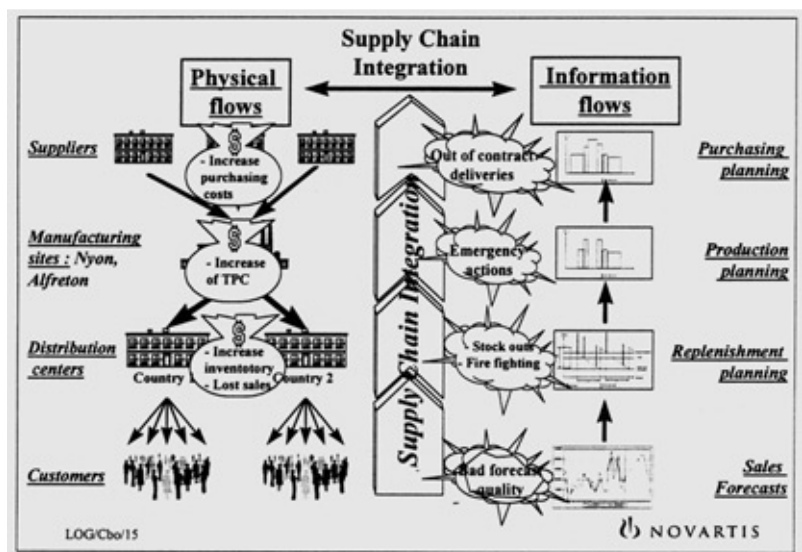 Supply Chain
Integration
Physical
flows
Information
flows
Suppliers
- Increase
purchasing
costs
Out of contract
deliveries
Purchasing
planning
Manufacturing
sites : Nyon,
Alfreton
- Increase
of TPC
Emergency
actions
Production
planning
Supply Chain Integration
Distribution
centers
- Increase
inventotory
- Lost sales
Country 1
Country 2
- Stock outs
- Fire fighting
Replenishment
planning
Customers
Bad forecast
quality
Sales
Forecasts
LOG/Cbo/15
NOVARTIS